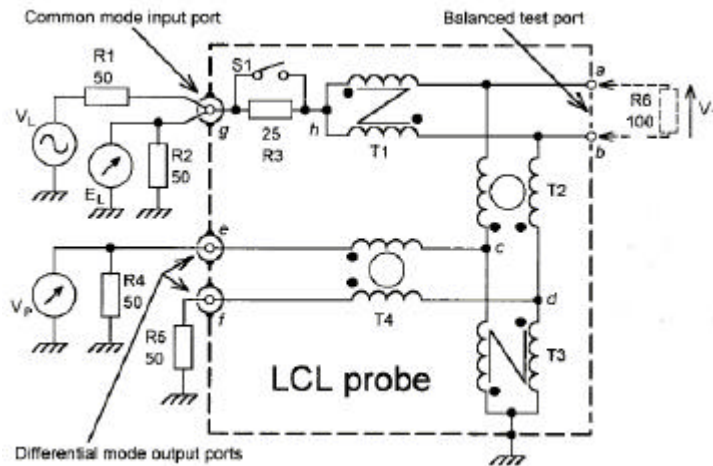 Common mode input port
Balanced test port
R1
50
S1
a
V_L
g
25
R3
h
T1
R6
100
V
b
E_L
R2
50
T2
e
c
V_P
R4
50
f
T4
d
R5
50
T3
LCL probe
Differential mode output ports